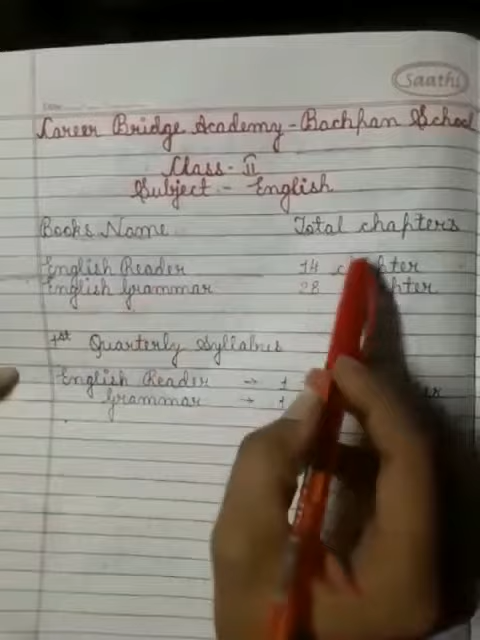 Saathi
Career Bridge Academy - Bachpan School
Class - II
Subject - English
Books Name Total chapters
English Reader 14 chapter
English Grammar 28
1st Quarterly Syllabus
English Reader → 1
Grammar → 1